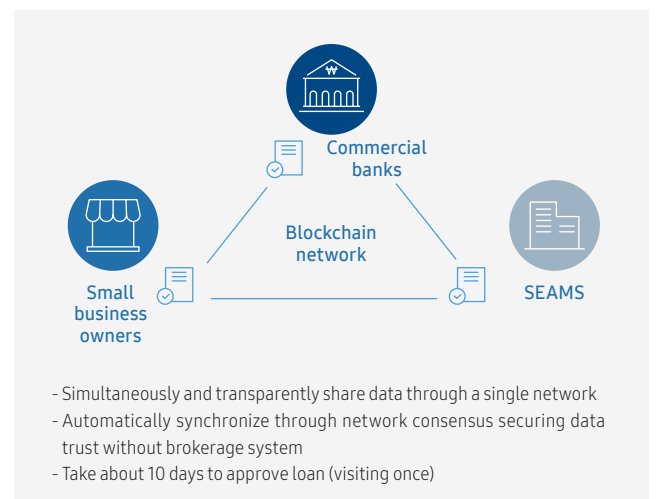 ₩
Commercial
banks
Blockchain
network
Small
business
owners
SEAMS
- Simultaneously and transparently share data through a single network
- Automatically synchronize through network consensus securing data
trust without brokerage system
- Take about 10 days to approve loan (visiting once)